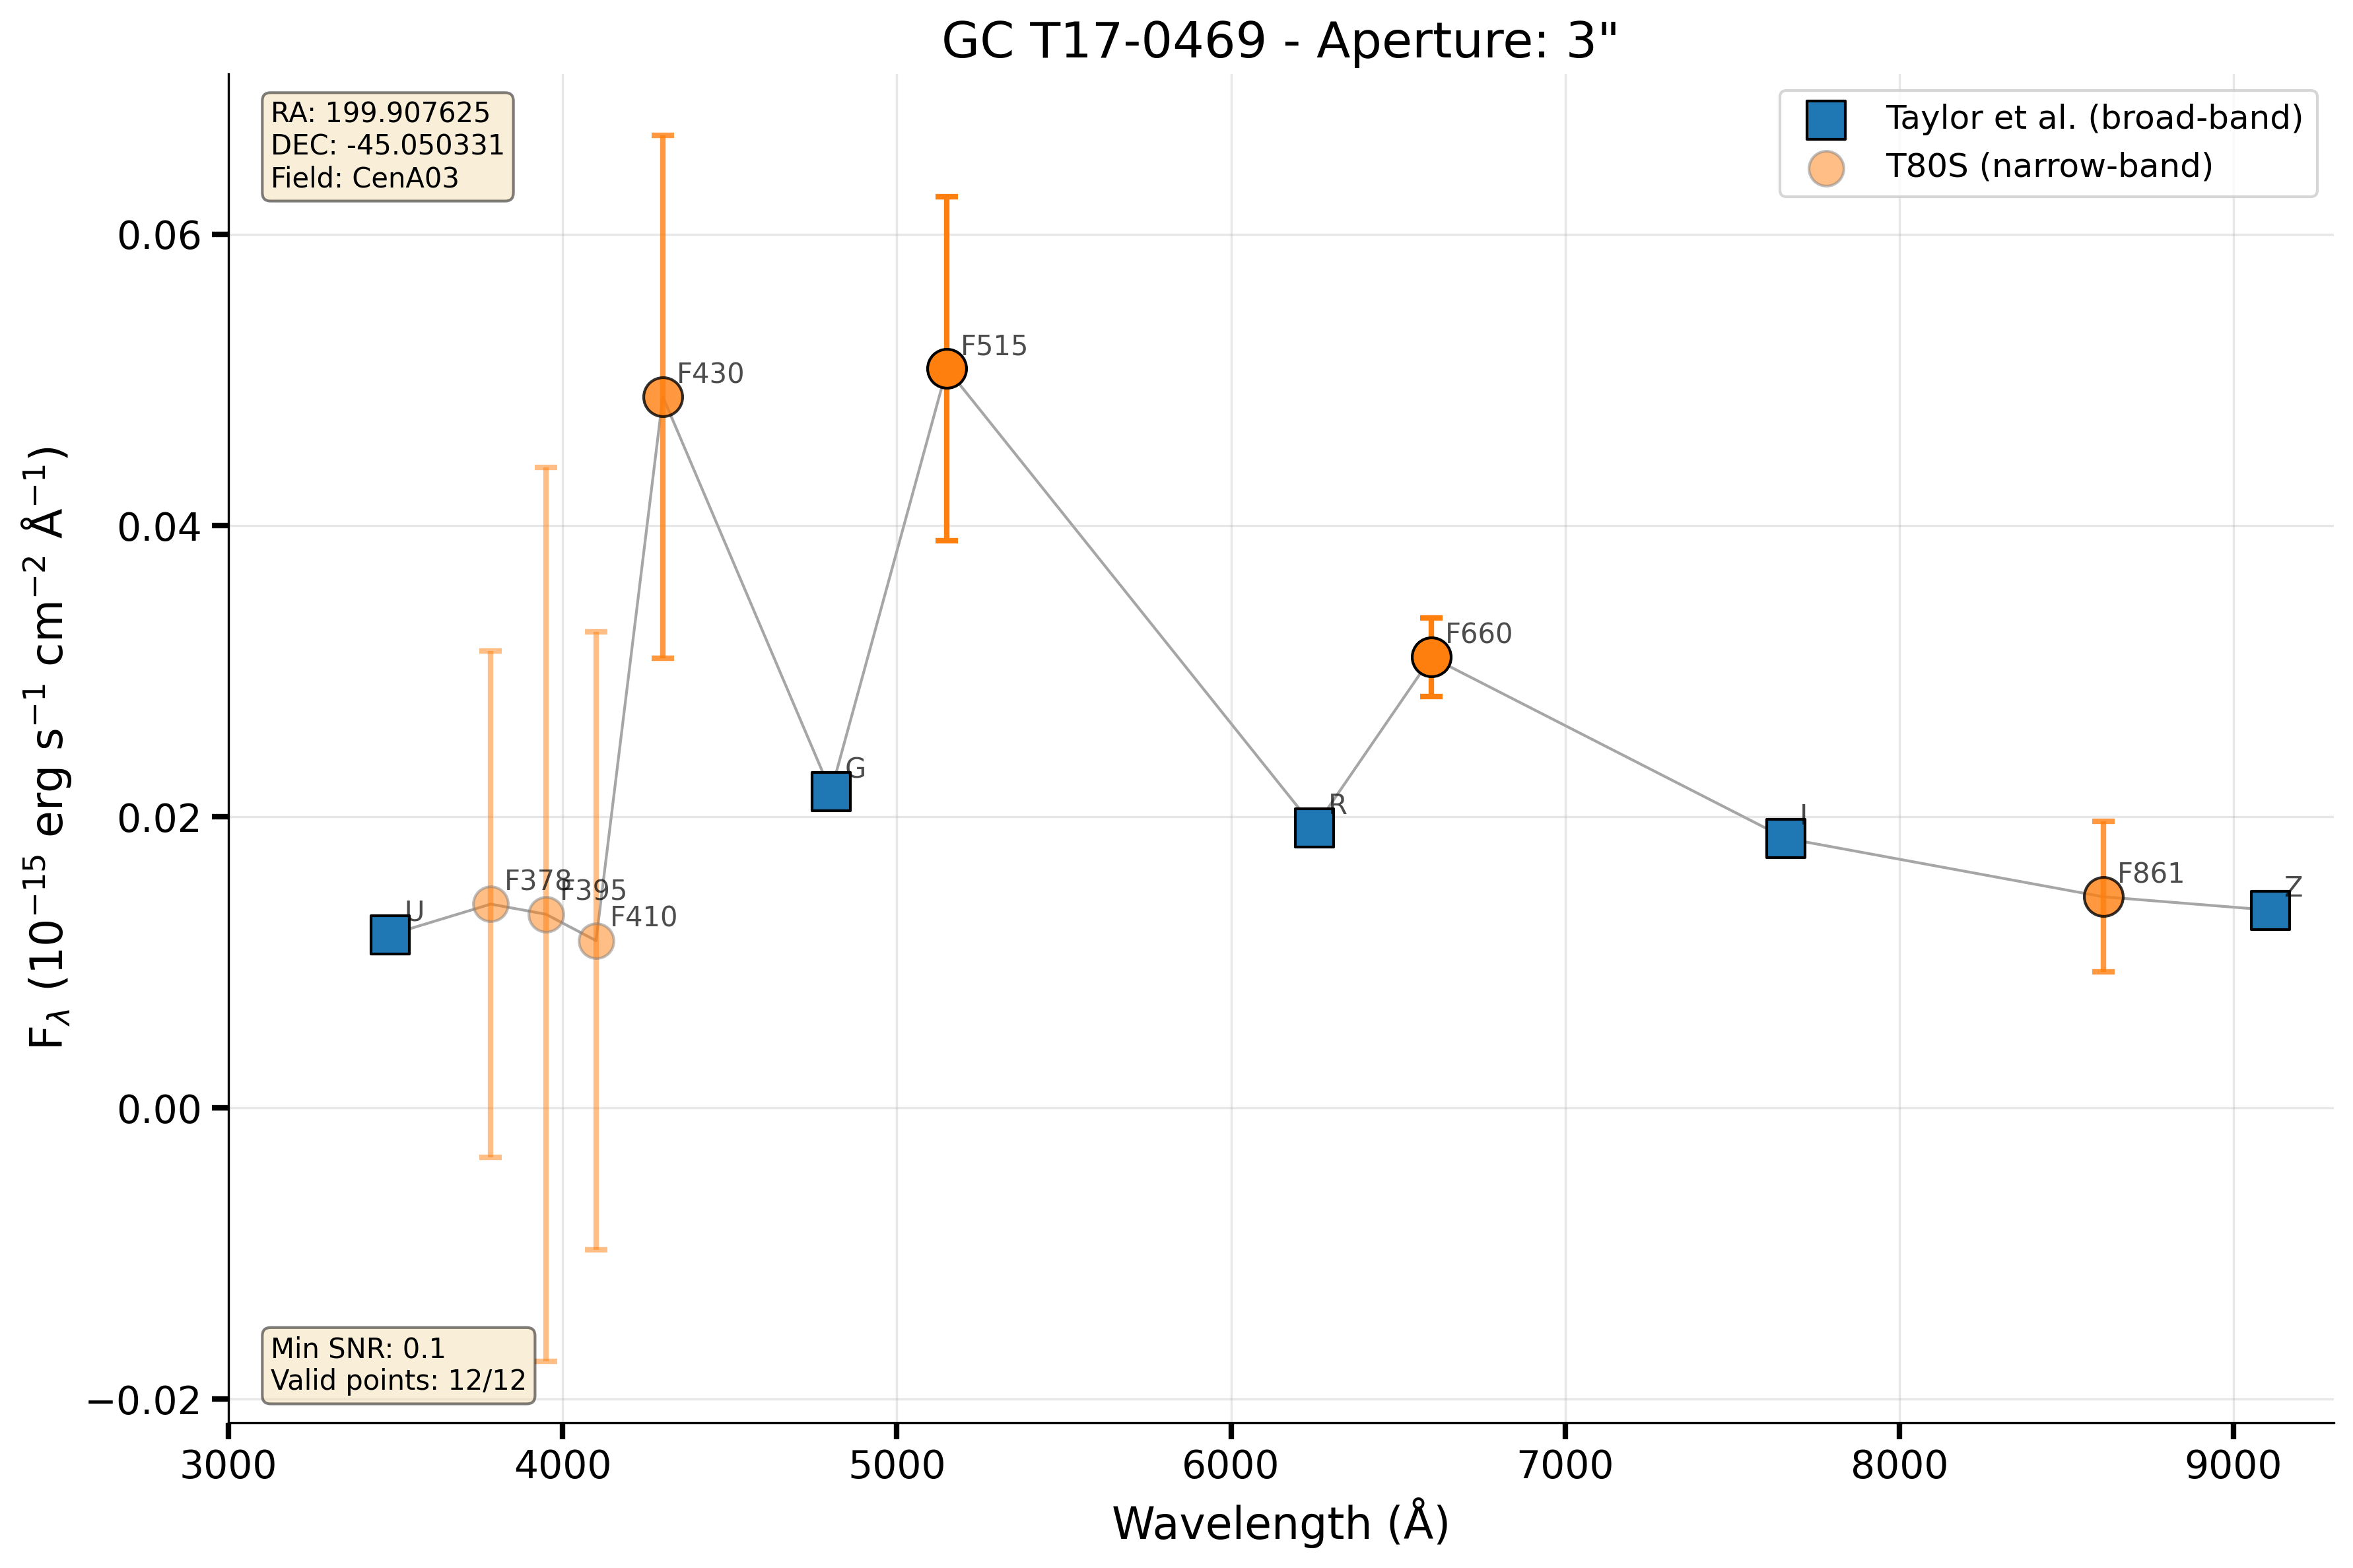 GC T17-0469 - Aperture: 3"
RA: 199.907625
DEC: -45.050331
Field: CenA03
Taylor et al. (broad-band)
T80S (narrow-band)
F430
F515
F660
G
R
I
F861
Z
U
F378
F395
F410
0.06
0.04
0.02
0.00
−0.02
Fλ (10⁻¹⁵ erg s⁻¹ cm⁻² Å⁻¹)
Min SNR: 0.1
Valid points: 12/12
3000 4000 5000 6000 7000 8000 9000
Wavelength (Å)